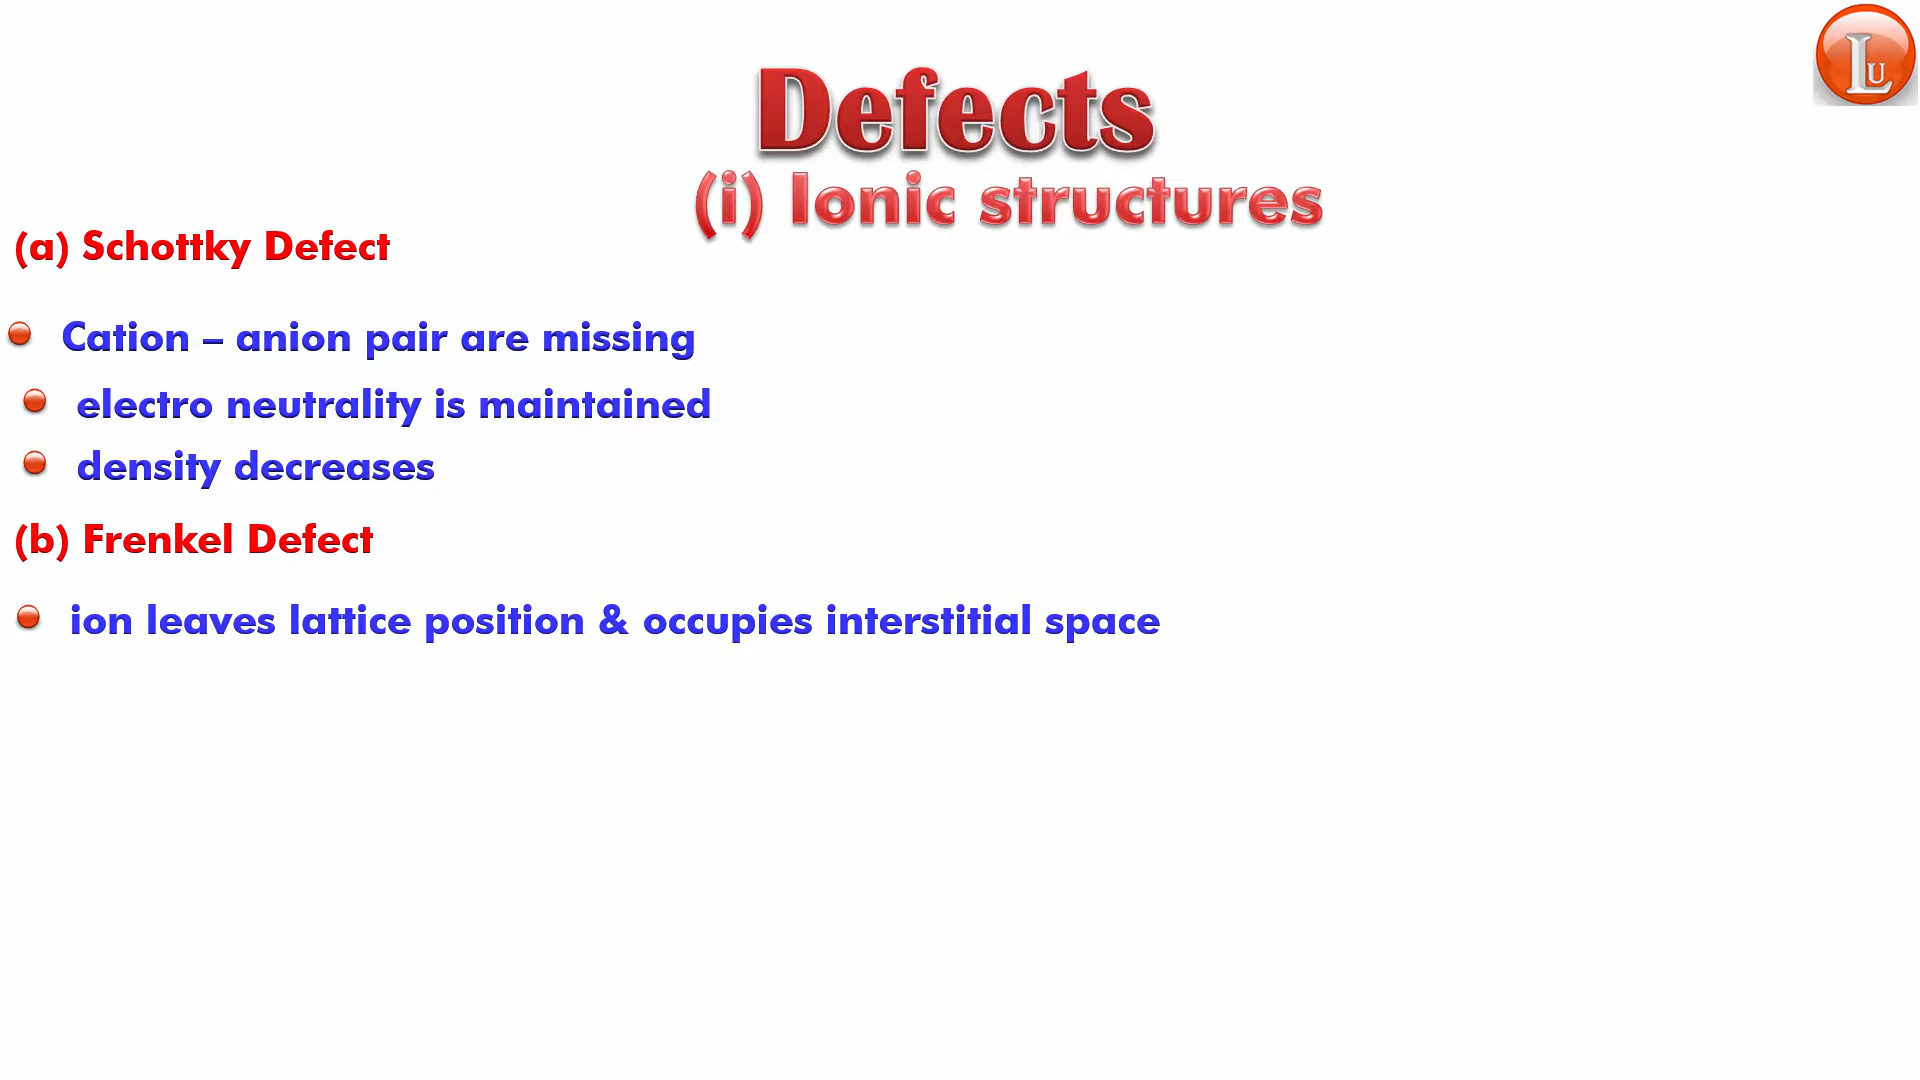 LU
Defects
(i) Ionic structures
(a) Schottky Defect
Cation – anion pair are missing
electro neutrality is maintained
density decreases
(b) Frenkel Defect
ion leaves lattice position & occupies interstitial space